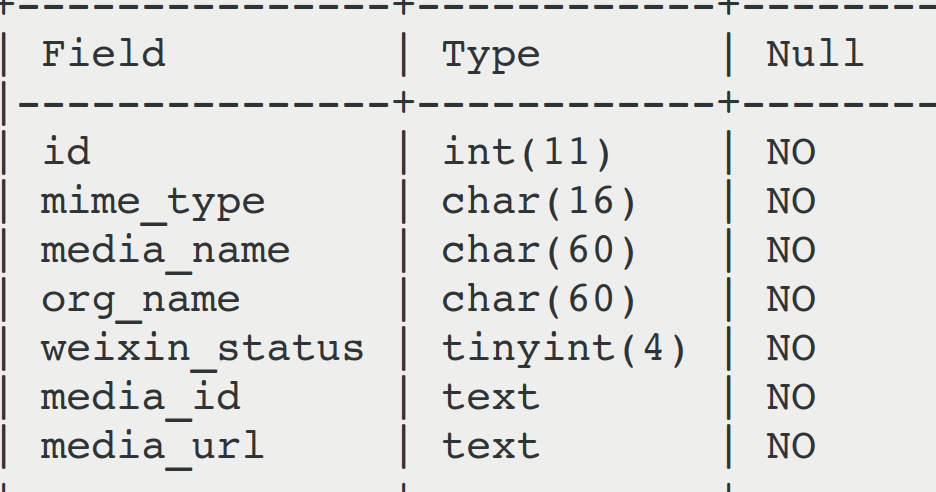 +---------------+------------+--------
| Field | Type | Null
|---------------+------------+--------
| id | int(11) | NO
| mime_type | char(16) | NO
| media_name | char(60) | NO
| org_name | char(60) | NO
| weixin_status | tinyint(4) | NO
| media_id | text | NO
| media_url | text | NO